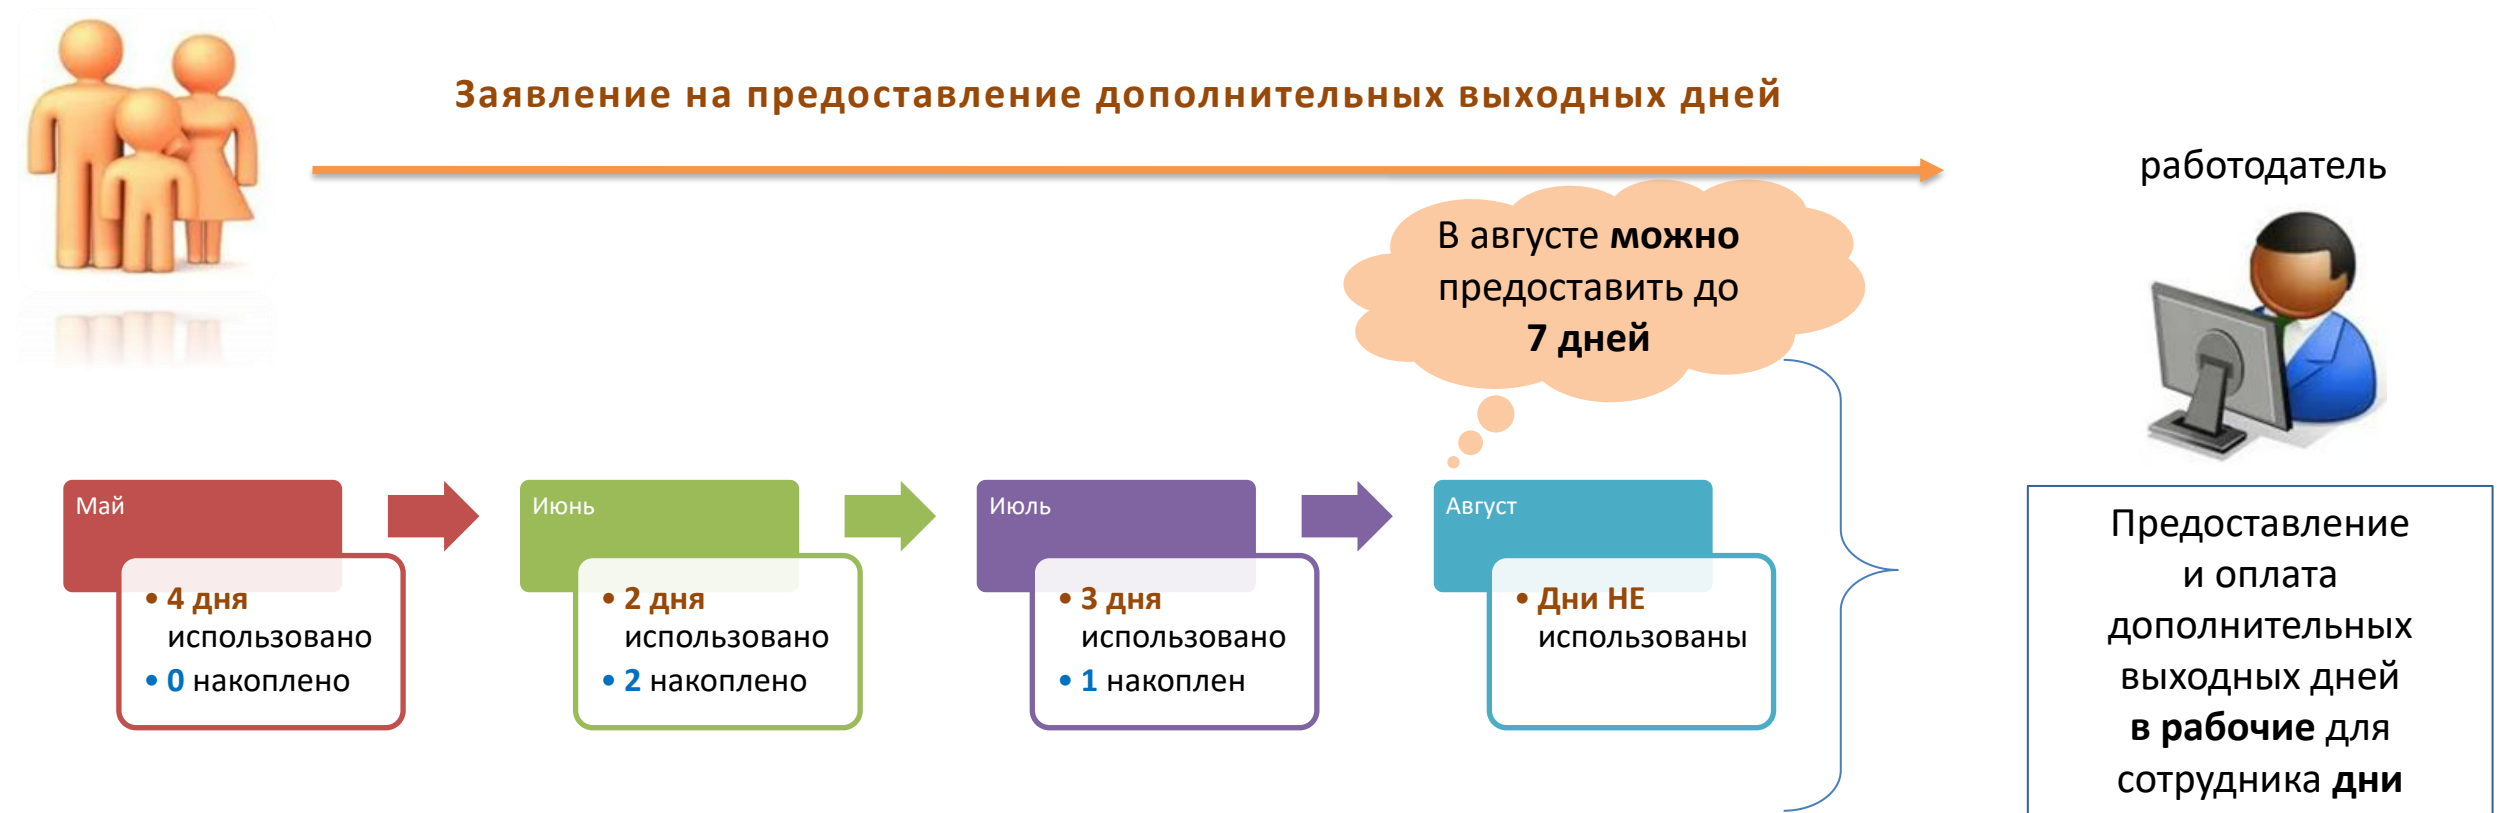 Заявление на предоставление дополнительных выходных дней
работодатель
В августе можно
предоставить до
7 дней
Май
• 4 дня
использовано
• 0 накоплено
Июнь
• 2 дня
использовано
• 2 накоплено
Июль
• 3 дня
использовано
• 1 накоплен
Август
• Дни НЕ
использованы
Предоставление
и оплата
дополнительных
выходных дней
в рабочие для
сотрудника дни